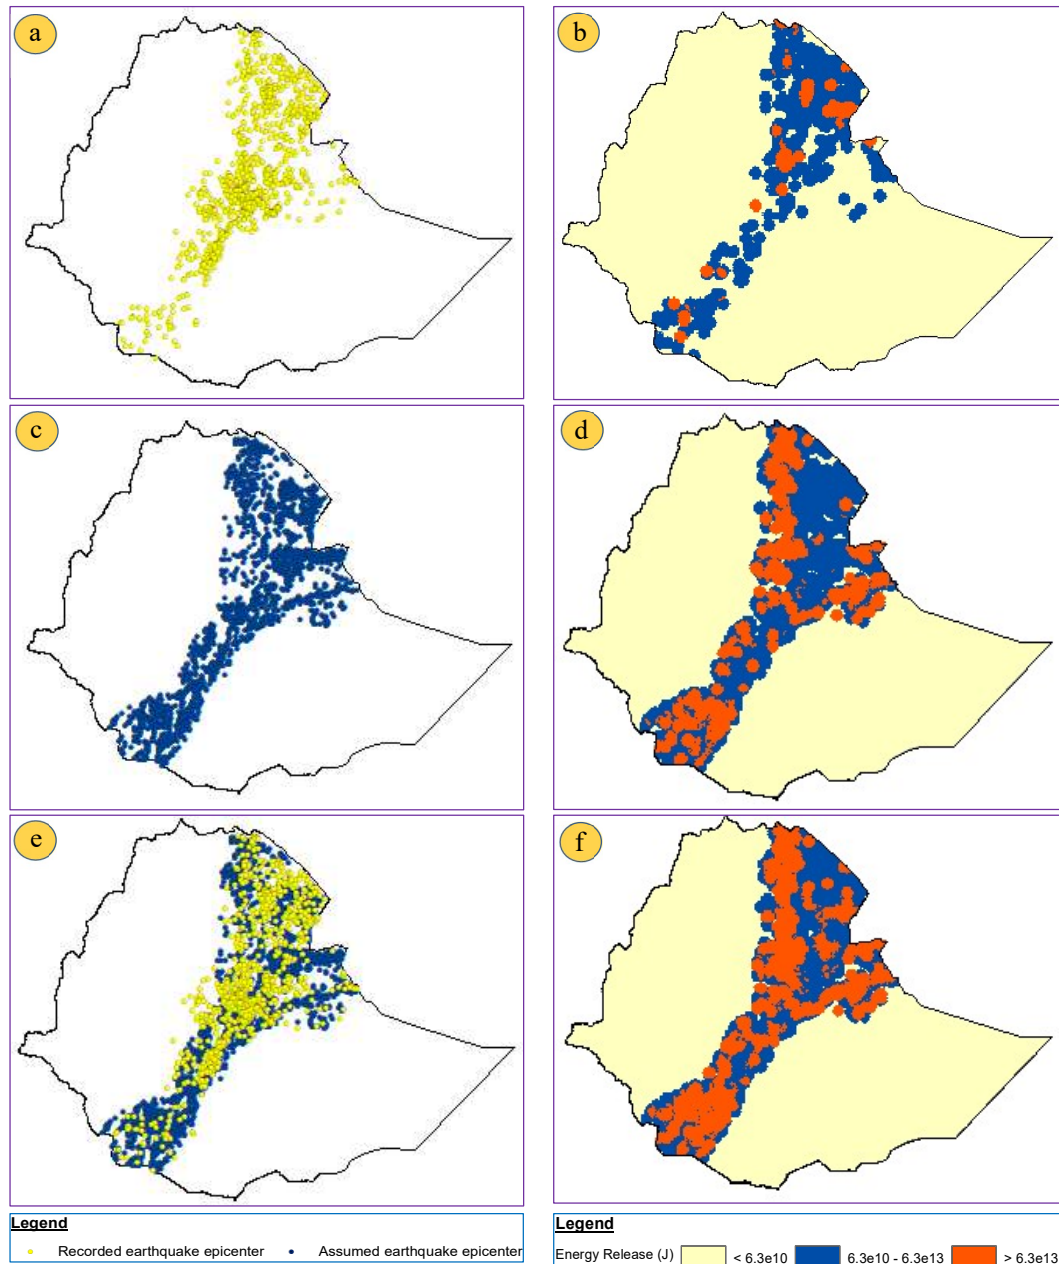 a
b
c
d
e
f
Legend
Recorded earthquake epicenter Assumed earthquake epicenter
Legend
Energy Release (J) < 6.3e10 6.3e10 - 6.3e13 > 6.3e13